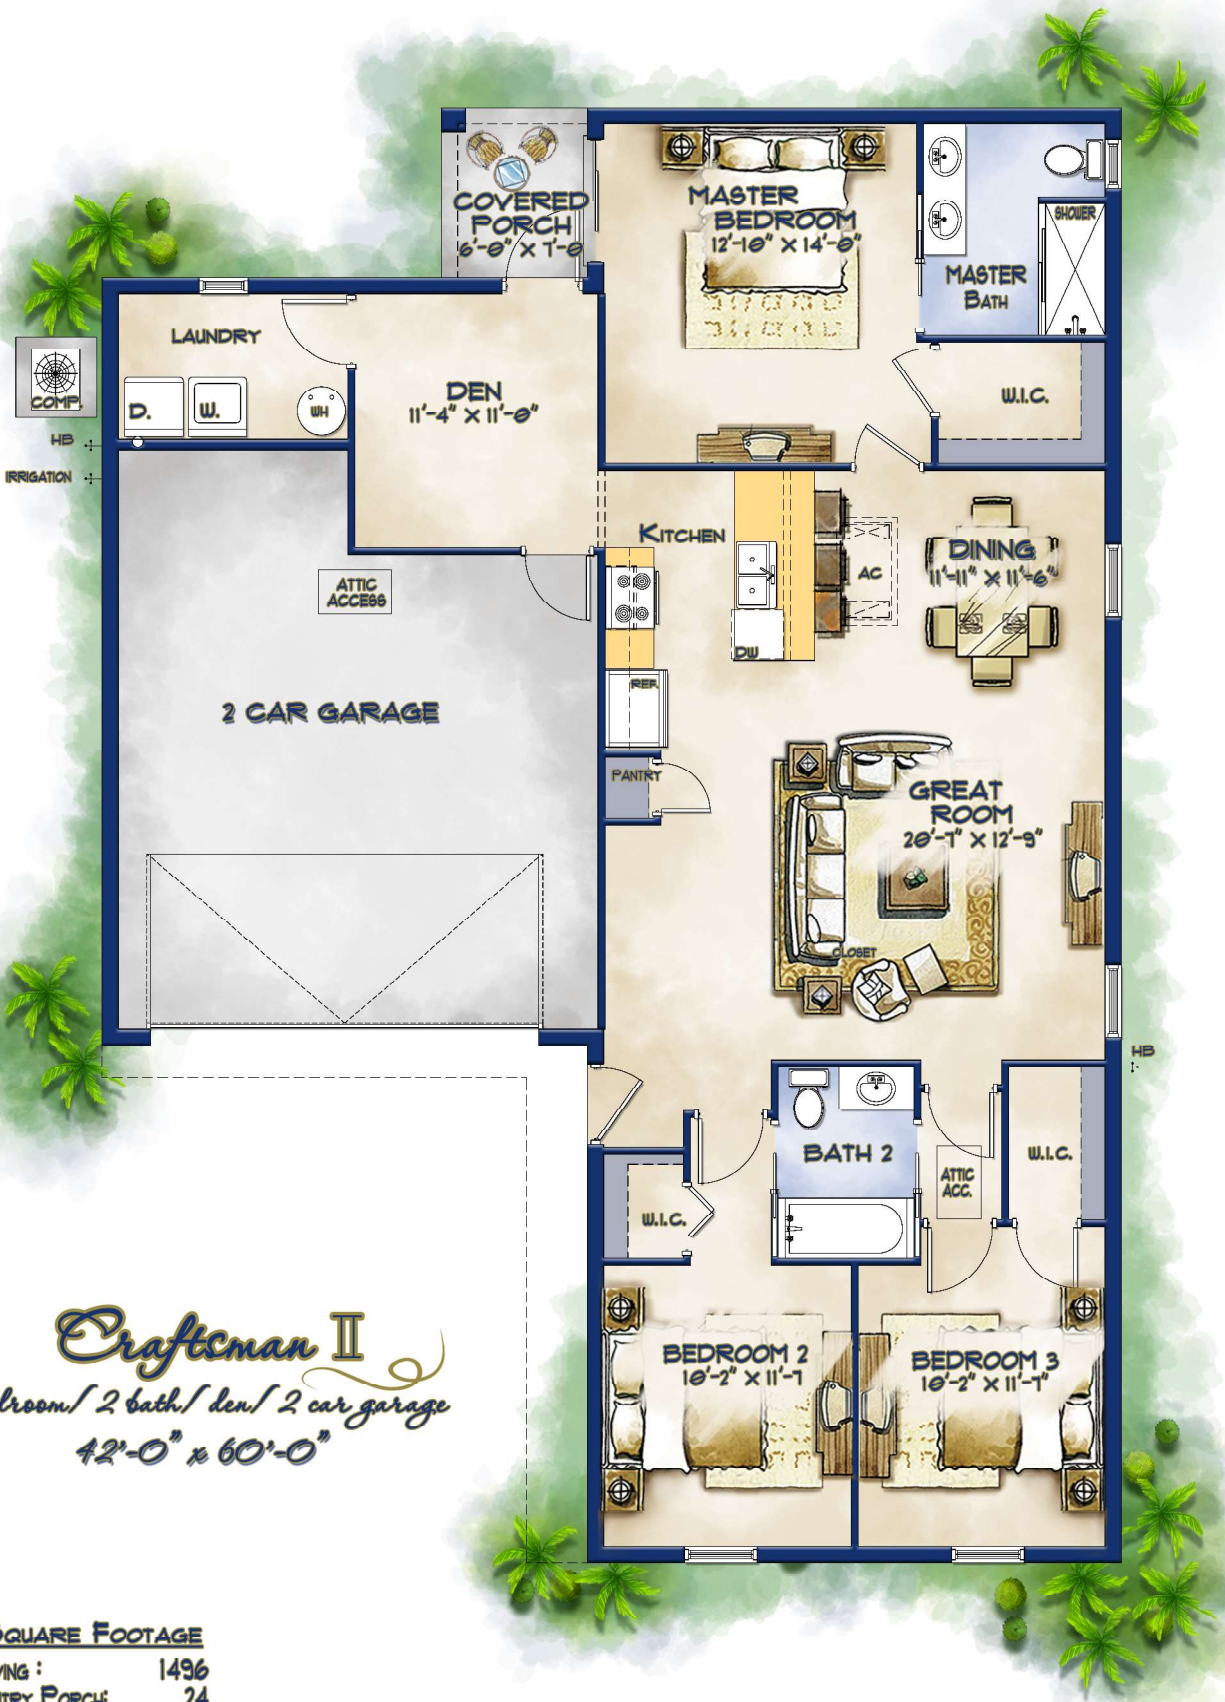 COVERED
PORCH
6'-0" X 7'-0
MASTER
BEDROOM
12'-10" X 14'-0"
SHOWER
MASTER
BATH
LAUNDRY
D.
W.
WH
DEN
11'-4" X 11'-0"
W.I.C.
COMP.
HB
IRRIGATION
KITCHEN
DINING
11'-11" X 11'-6"
AC
ATTIC
ACCESS
DW
REF.
2 CAR GARAGE
PANTRY
GREAT
ROOM
20'-7" X 12'-9"
CLOSET
HB
BATH 2
W.I.C.
ATTIC
ACC.
W.I.C.
Craftsman II
droom/ 2 bath/ den/ 2 car garage
42'-0" x 60'-0"
BEDROOM 2
10'-2" X 11'-7
BEDROOM 3
10'-2" X 11'-7"
SQUARE FOOTAGE
VING : 1496
NTRY PORCH: 24